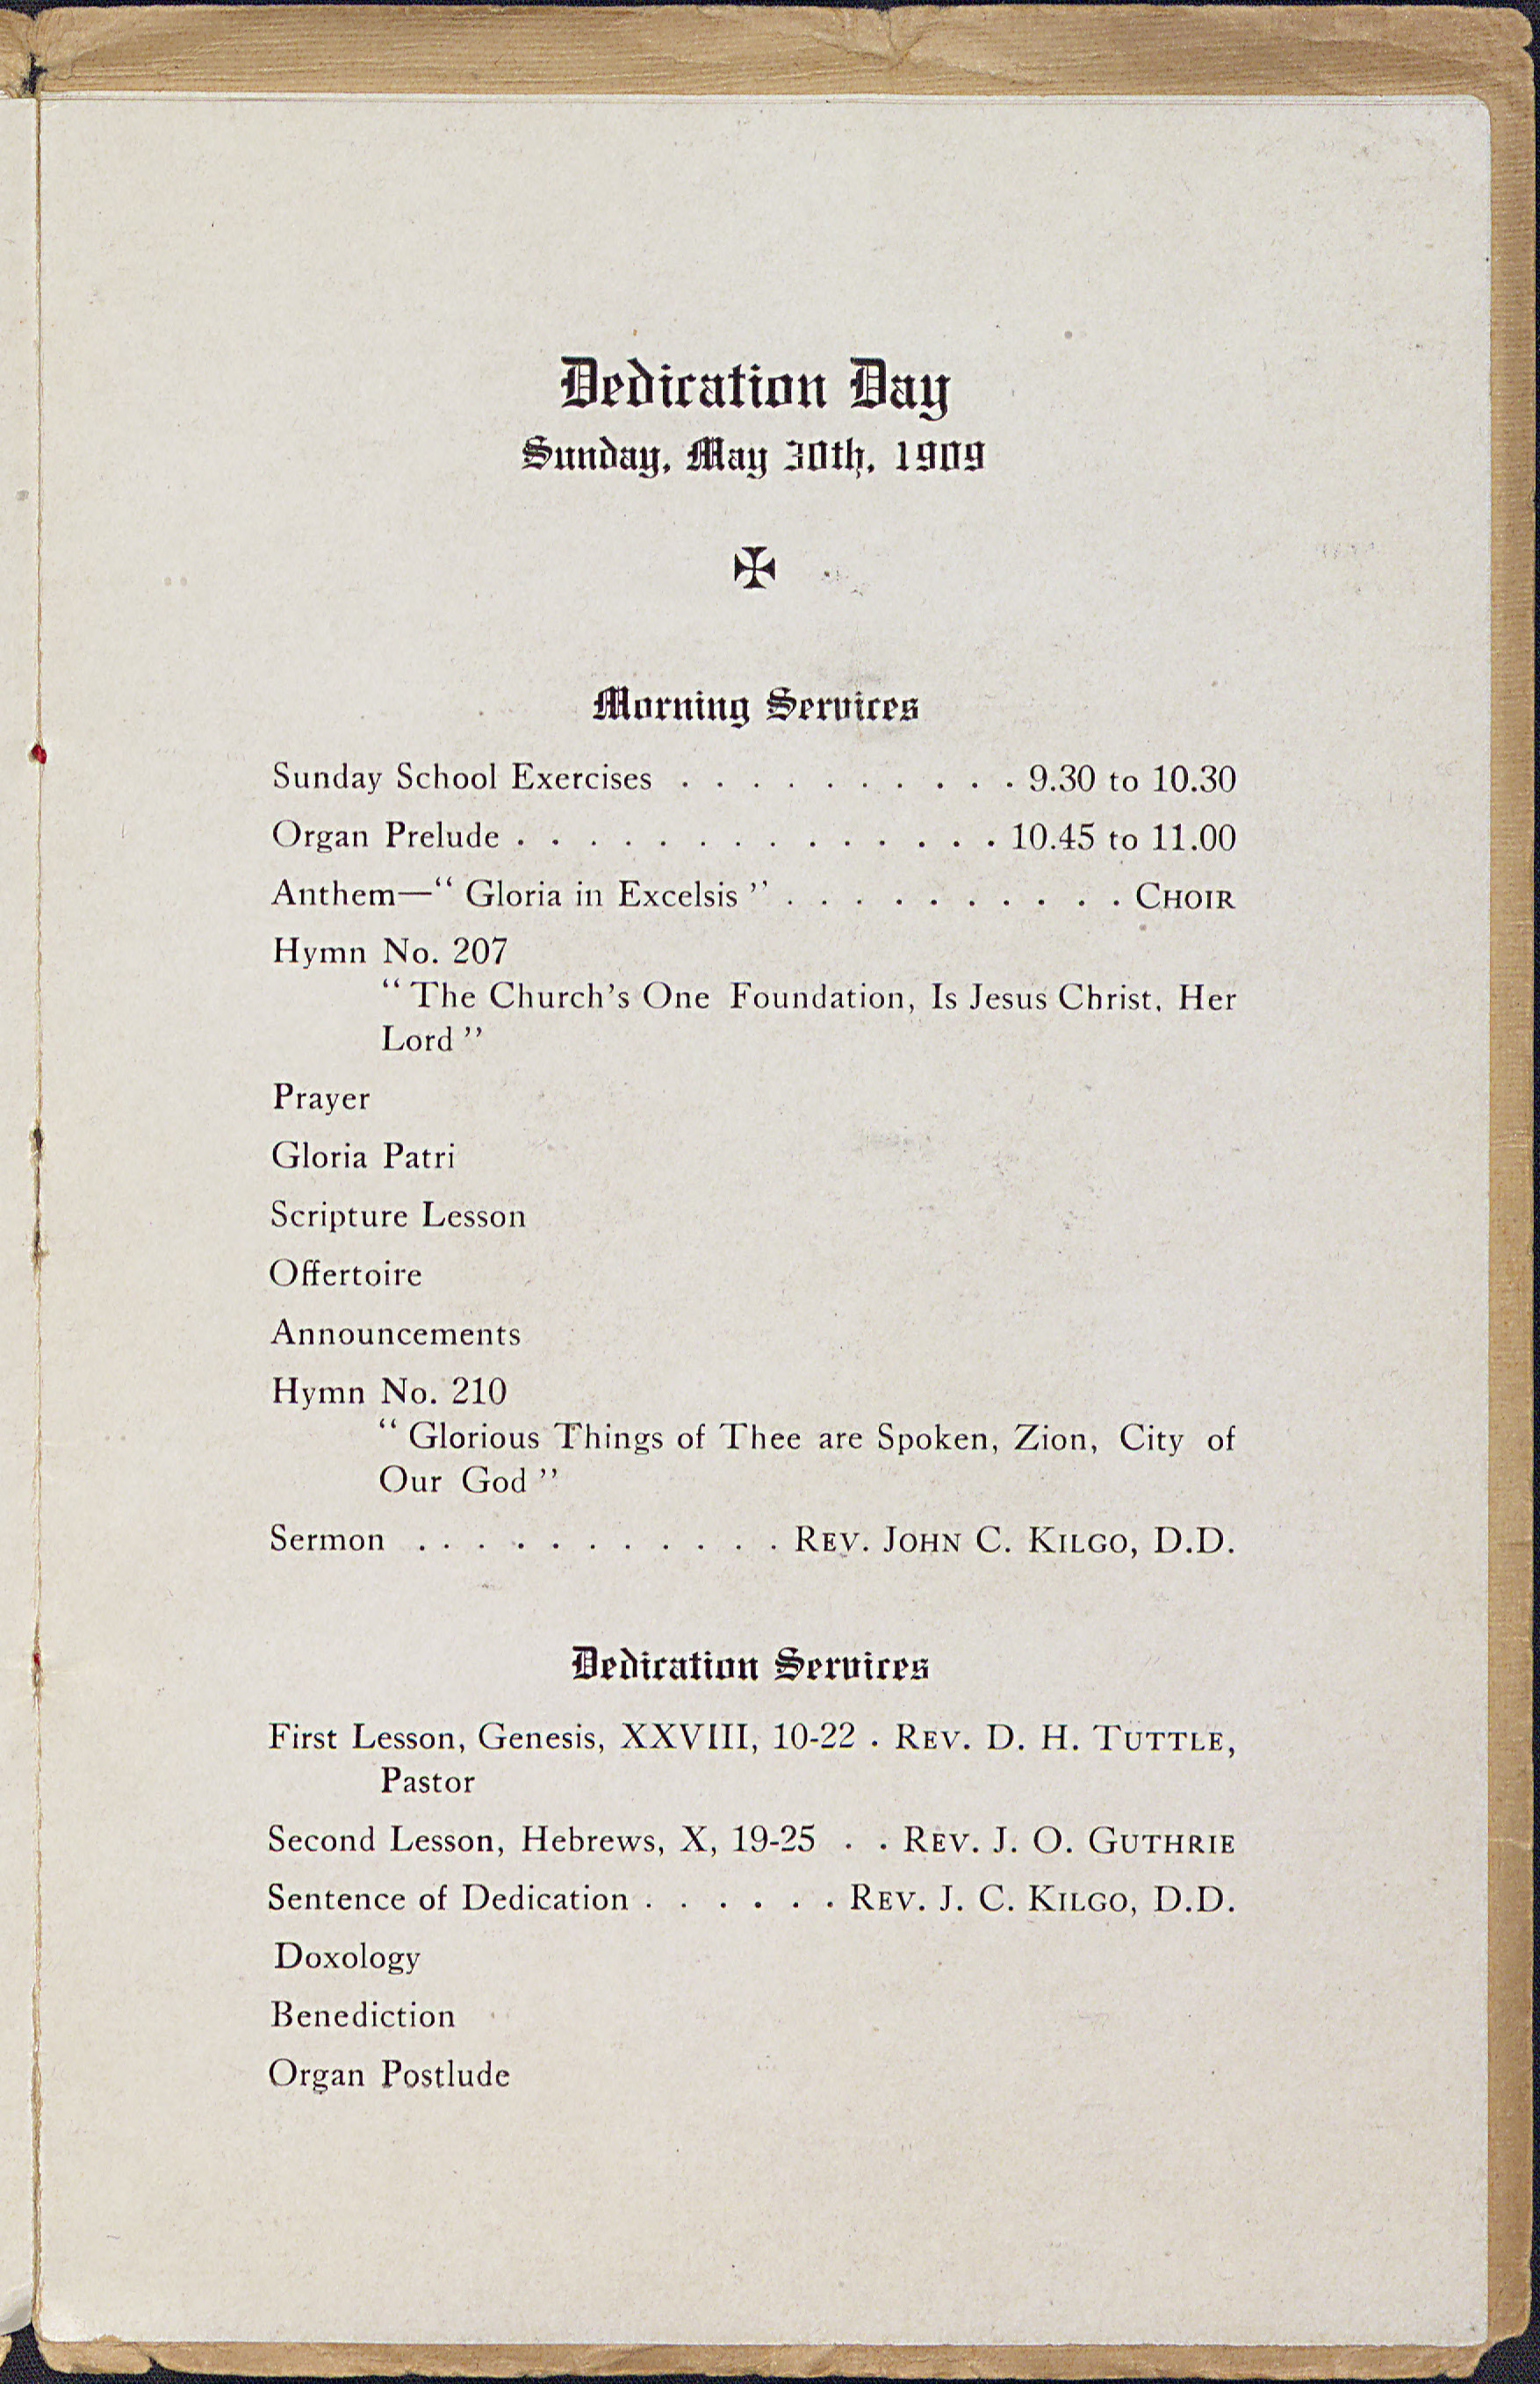 Dedication Day
Sunday, May 30th, 1909
✠
Morning Services
Sunday School Exercises . . . . . . . . . . 9.30 to 10.30
Organ Prelude . . . . . . . . . . . . . . 10.45 to 11.00
Anthem—“ Gloria in Excelsis ” . . . . . . . . . . CHOIR
Hymn No. 207
“ The Church’s One Foundation, Is Jesus Christ, Her
Lord ”
Prayer
Gloria Patri
Scripture Lesson
Offertoire
Announcements
Hymn No. 210
“ Glorious Things of Thee are Spoken, Zion, City of
Our God ”
Sermon . . . . . . . . . . . REV. JOHN C. KILGO, D.D.
Dedication Services
First Lesson, Genesis, XXVIII, 10-22 . REV. D. H. TUTTLE,
Pastor
Second Lesson, Hebrews, X, 19-25 . . REV. J. O. GUTHRIE
Sentence of Dedication . . . . . . REV. J. C. KILGO, D.D.
Doxology
Benediction
Organ Postlude